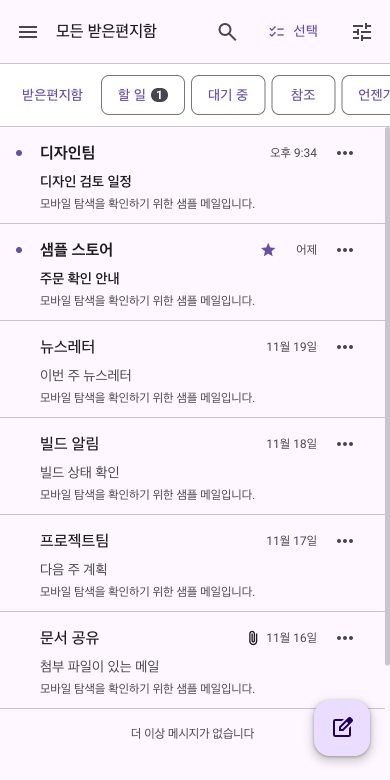 모든 받은편지함
선택
받은편지함
할 일 1
대기 중
참조
디자인팀 오후 9:34
디자인 검토 일정
모바일 탐색을 확인하기 위한 샘플 메일입니다.
샘플 스토어 어제
주문 확인 안내
모바일 탐색을 확인하기 위한 샘플 메일입니다.
뉴스레터 11월 19일
이번 주 뉴스레터
모바일 탐색을 확인하기 위한 샘플 메일입니다.
빌드 알림 11월 18일
빌드 상태 확인
모바일 탐색을 확인하기 위한 샘플 메일입니다.
프로젝트팀 11월 17일
다음 주 계획
모바일 탐색을 확인하기 위한 샘플 메일입니다.
문서 공유 11월 16일
첨부 파일이 있는 메일
모바일 탐색을 확인하기 위한 샘플 메일입니다.
더 이상 메시지가 없습니다